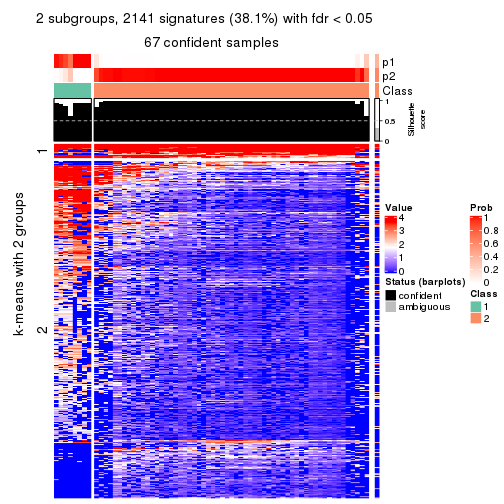 2 subgroups, 2141 signatures (38.1%) with fdr < 0.05
67 confident samples
p1
p2
Class
1
0.5
0
Silhouette
score
1
2
k-means with 2 groups
Value
4
3
2
1
0
Prob
1
0.8
0.6
0.4
0.2
0
Status (barplots)
confident
ambiguous
Class
1
2